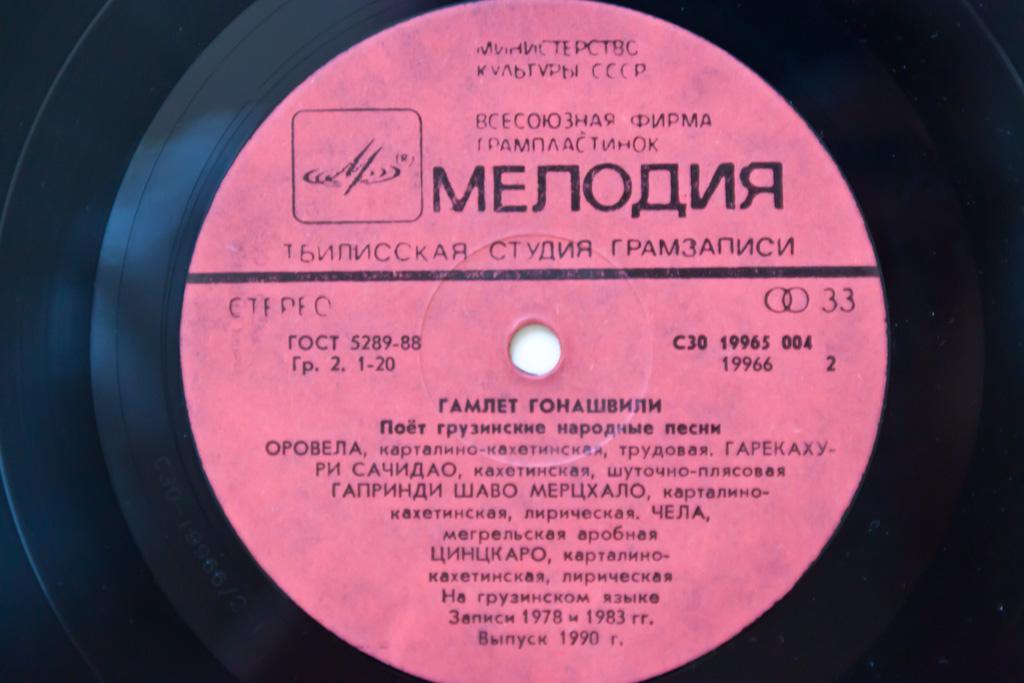 МИНИСТЕРСТВО
КУЛЬТУРЫ СССР
ВСЕСОЮЗНАЯ ФИРМА
ГРАМПЛАСТИНОК
(R)
МЕЛОДИЯ
ТБИЛИССКАЯ СТУДИЯ ГРАМЗАПИСИ
СТЕРЕО
33
ГОСТ 5289-88
Гр. 2. 1-20
С30 19965 004
19966 2
ГАМЛЕТ ГОНАШВИЛИ
Поёт грузинские народные песни
ОРОВЕЛА, карталино-кахетинская, трудовая. ГАРЕКАХУ-
РИ САЧИДАО, кахетинская, шуточно-плясовая
ГАПРИНДИ ШАВО МЕРЦХАЛО, карталино-
кахетинская, лирическая. ЧЕЛА,
мегрельская аробная
ЦИНЦКАРО, карталино-
кахетинская, лирическая
На грузинском языке
Записи 1978 и 1983 гг.
Выпуск 1990 г.